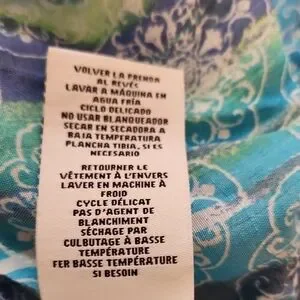 VOLVER LA PRENDA
AL REVÉS
LAVAR A MÁQUINA EN
AGUA FRÍA
CICLO DELICADO
NO USAR BLANQUEADOR
SECAR EN SECADORA A
BAJA TEMPERATURA
PLANCHA TIBIA, SI ES
NECESARIO
RETOURNER LE
VÊTEMENT À L'ENVERS
LAVER EN MACHINE À
FROID
CYCLE DÉLICAT
PAS D'AGENT DE
BLANCHIMENT
SÉCHAGE PAR
CULBUTAGE À BASSE
TEMPÉRATURE
FER BASSE TEMPÉRATURE
SI BESOIN